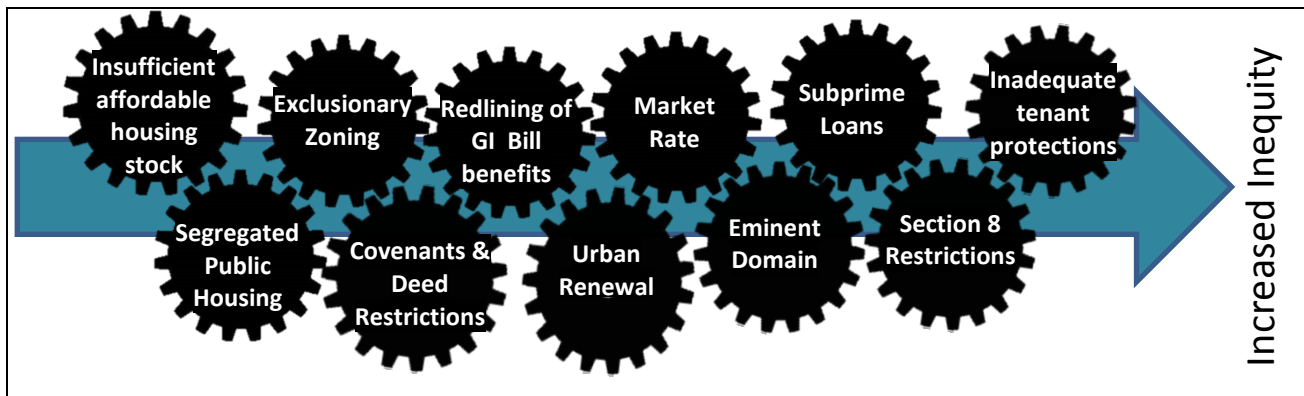 Insufficient
affordable
housing
stock
Exclusionary
Zoning
Redlining of
GI Bill
benefits
Market
Rate
Subprime
Loans
Inadequate
tenant
protections
Segregated
Public
Housing
Covenants &
Deed
Restrictions
Urban
Renewal
Eminent
Domain
Section 8
Restrictions
Increased Inequity